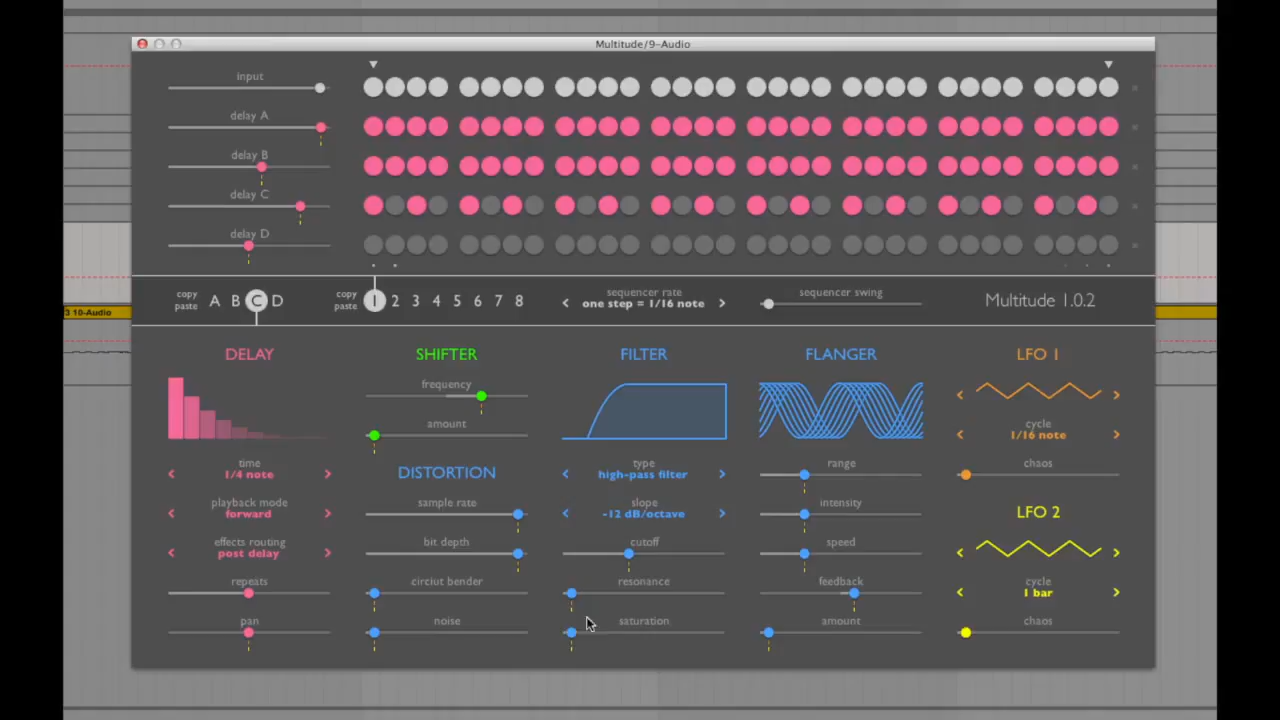 Multitude/9-Audio
input
delay A
delay B
delay C
delay D
copy
paste
A B C D
copy
paste
1 2 3 4 5 6 7 8
sequencer rate
one step = 1/16 note
sequencer swing
Multitude 1.0.2
3 10-Audio
DELAY
SHIFTER
FILTER
FLANGER
LFO 1
frequency
amount
cycle
1/16 note
time
1/4 note
DISTORTION
type
high-pass filter
range
chaos
playback mode
forward
sample rate
slope
-12 dB/octave
intensity
LFO 2
effects routing
post delay
bit depth
cutoff
speed
repeats
circiut bender
resonance
feedback
cycle
1 bar
pan
noise
saturation
amount
chaos